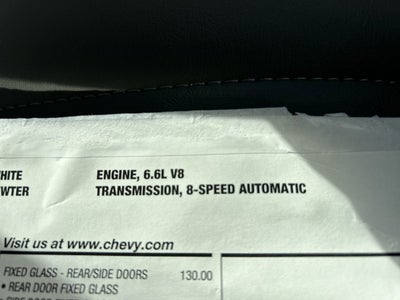 HITE ENGINE, 6.6L V8
WTER TRANSMISSION, 8-SPEED AUTOMATIC
Visit us at www.chevy.com
FIXED GLASS - REAR/SIDE DOORS 130.00
• REAR DOOR FIXED GLASS